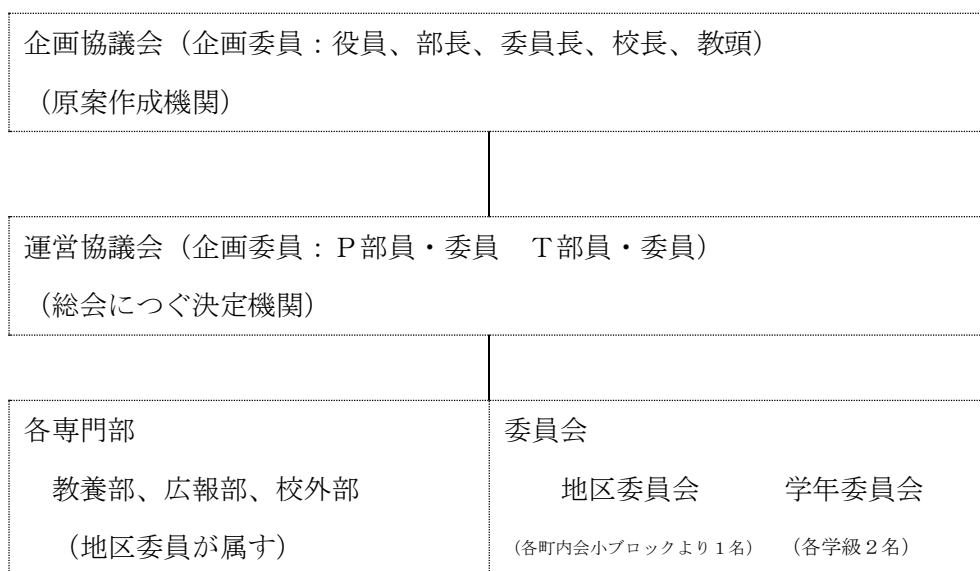 企画協議会（企画委員：役員、部長、委員長、校長、教頭）
（原案作成機関）
運営協議会（企画委員：Ｐ部員・委員　Ｔ部員・委員）
（総会につぐ決定機関）
各専門部
教養部、広報部、校外部
（地区委員が属す）
委員会
地区委員会　　学年委員会
（各町内会小ブロックより１名）　（各学級２名）